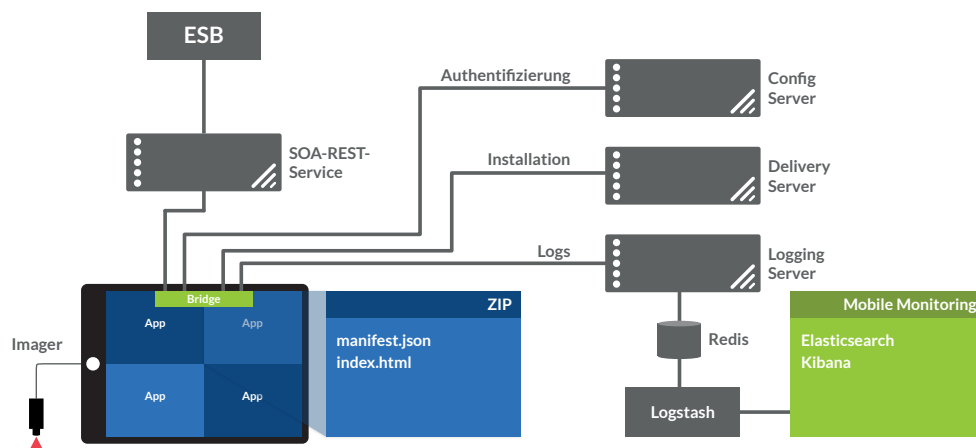 ESB
Authentifizierung
Config
Server
SOA-REST-
Service
Installation
Delivery
Server
Logs
Logging
Server
Bridge
App
App
App
App
Imager
ZIP
manifest.json
index.html
Redis
Logstash
Mobile Monitoring
Elasticsearch
Kibana